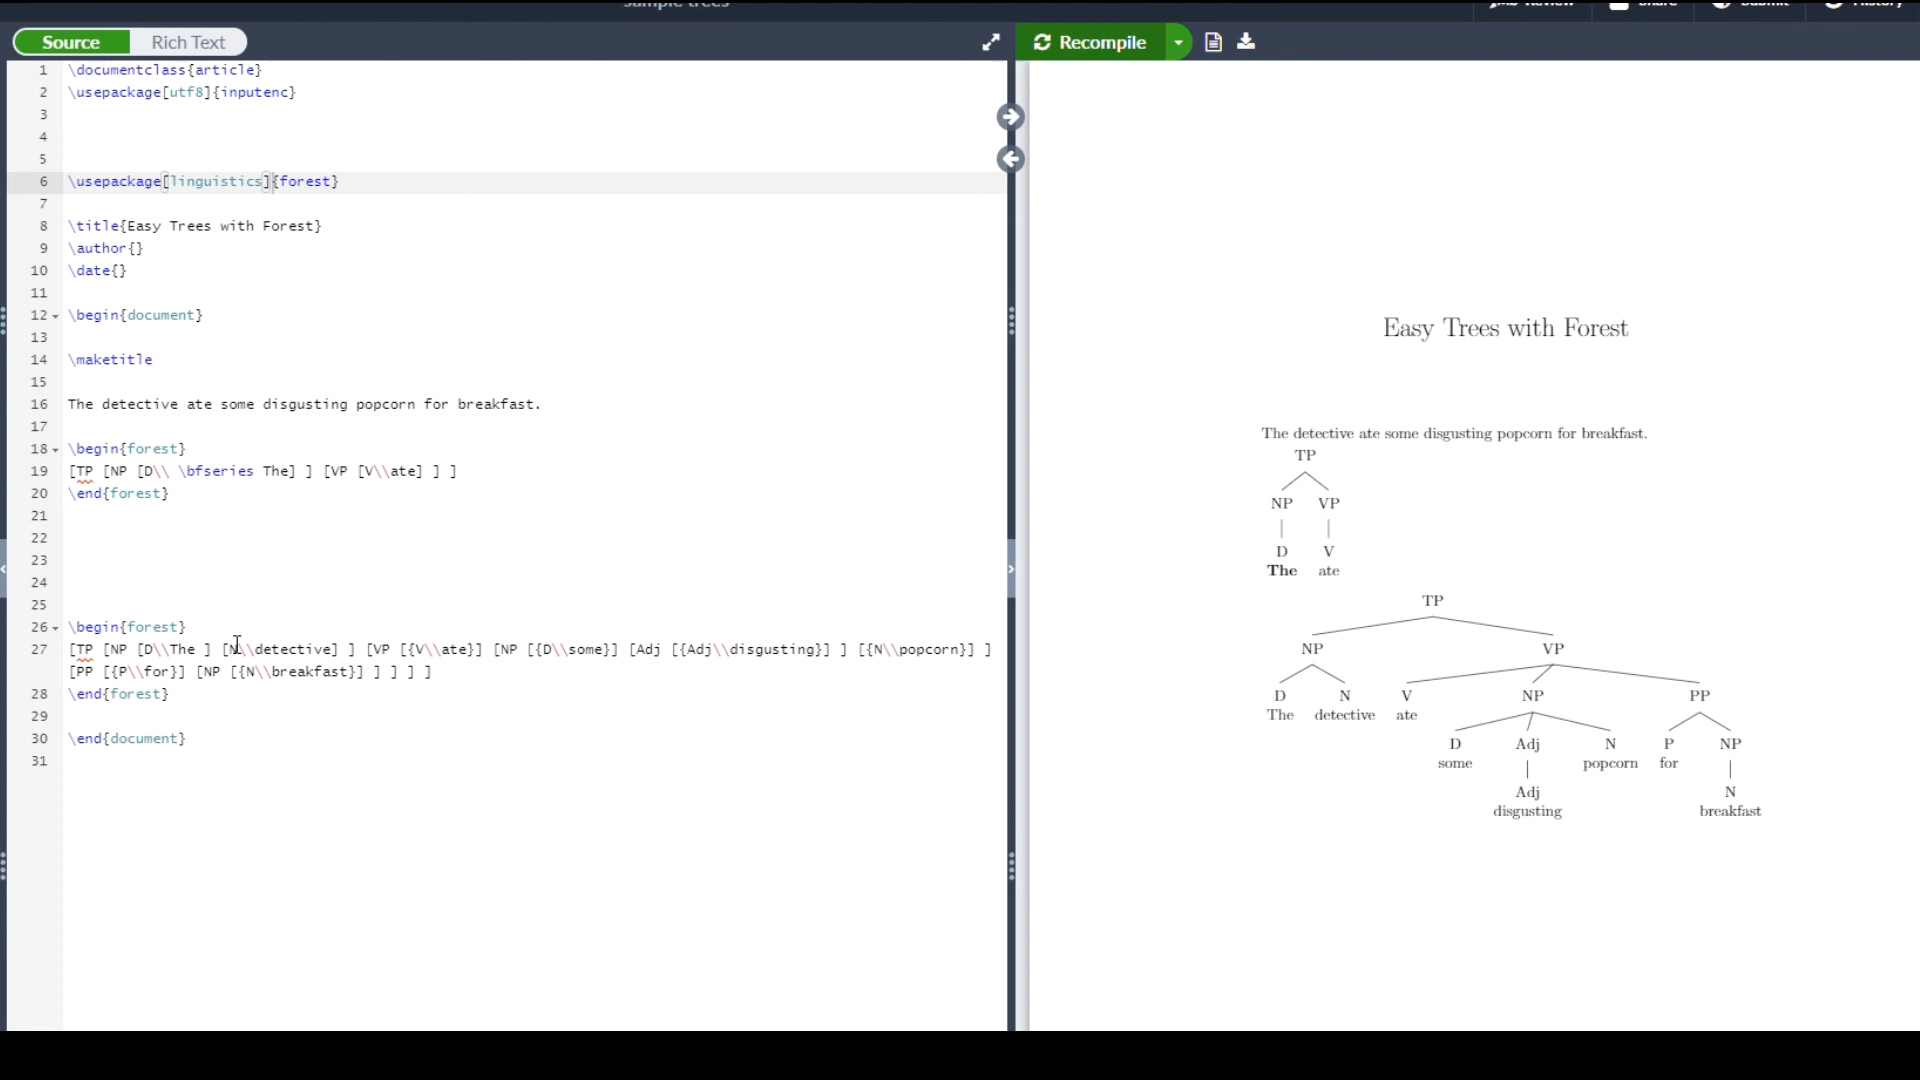 sample trees
Review Share Submit History
Source Rich Text
Recompile
1 \documentclass{article}
2 \usepackage[utf8]{inputenc}
3
4
5
6 \usepackage[linguistics]{forest}
7
8 \title{Easy Trees with Forest}
9 \author{}
10 \date{}
11
12 \begin{document}
13
14 \maketitle
15
16 The detective ate some disgusting popcorn for breakfast.
17
18 \begin{forest}
19 [TP [NP [D\\ \bfseries The] ] [VP [V\\ate] ] ]
20 \end{forest}
21
22
23
24
25
26 \begin{forest}
27 [TP [NP [D\\The ] [N\\detective] ] [VP [{V\\ate}] [NP [{D\\some}] [Adj [{Adj\\disgusting}] ] [{N\\popcorn}] ]
[PP [{P\\for}] [NP [{N\\breakfast}] ] ] ] ]
28 \end{forest}
29
30 \end{document}
31
Easy Trees with Forest
The detective ate some disgusting popcorn for breakfast.
TP
NP VP
D V
The ate
TP
NP VP
D N V NP PP
The detective ate
D Adj N P NP
some popcorn for
Adj N
disgusting breakfast